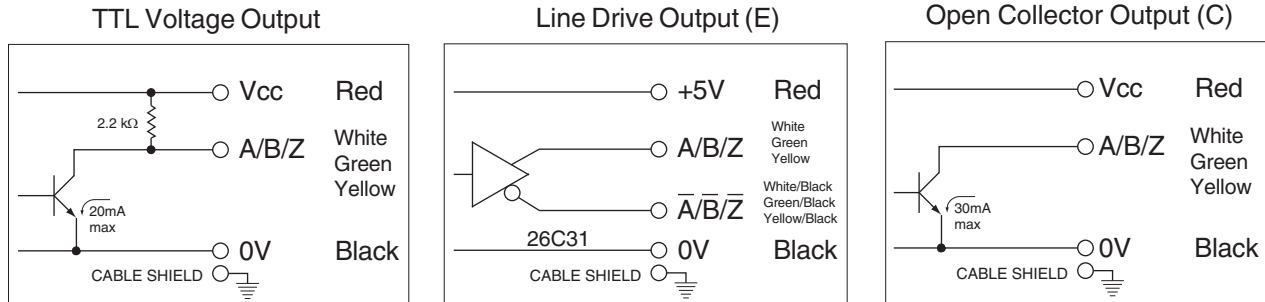 TTL Voltage Output
Vcc Red
2.2 kΩ
A/B/Z
White
Green
Yellow
20mA
max
0V Black
CABLE SHIELD
Line Drive Output (E)
+5V Red
A/B/Z
White
Green
Yellow
A̅/B̅/Z̅
White/Black
Green/Black
Yellow/Black
26C31
0V Black
CABLE SHIELD
Open Collector Output (C)
Vcc Red
A/B/Z
White
Green
Yellow
30mA
max
0V Black
CABLE SHIELD